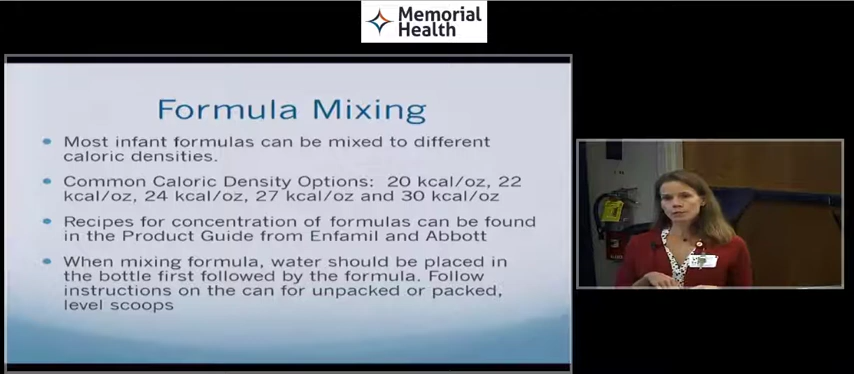 Memorial
Health
Formula Mixing
• Most infant formulas can be mixed to different
caloric densities.
• Common Caloric Density Options: 20 kcal/oz, 22
kcal/oz, 24 kcal/oz, 27 kcal/oz and 30 kcal/oz
• Recipes for concentration of formulas can be found
in the Product Guide from Enfamil and Abbott
• When mixing formula, water should be placed in
the bottle first followed by the formula. Follow
instructions on the can for unpacked or packed,
level scoops